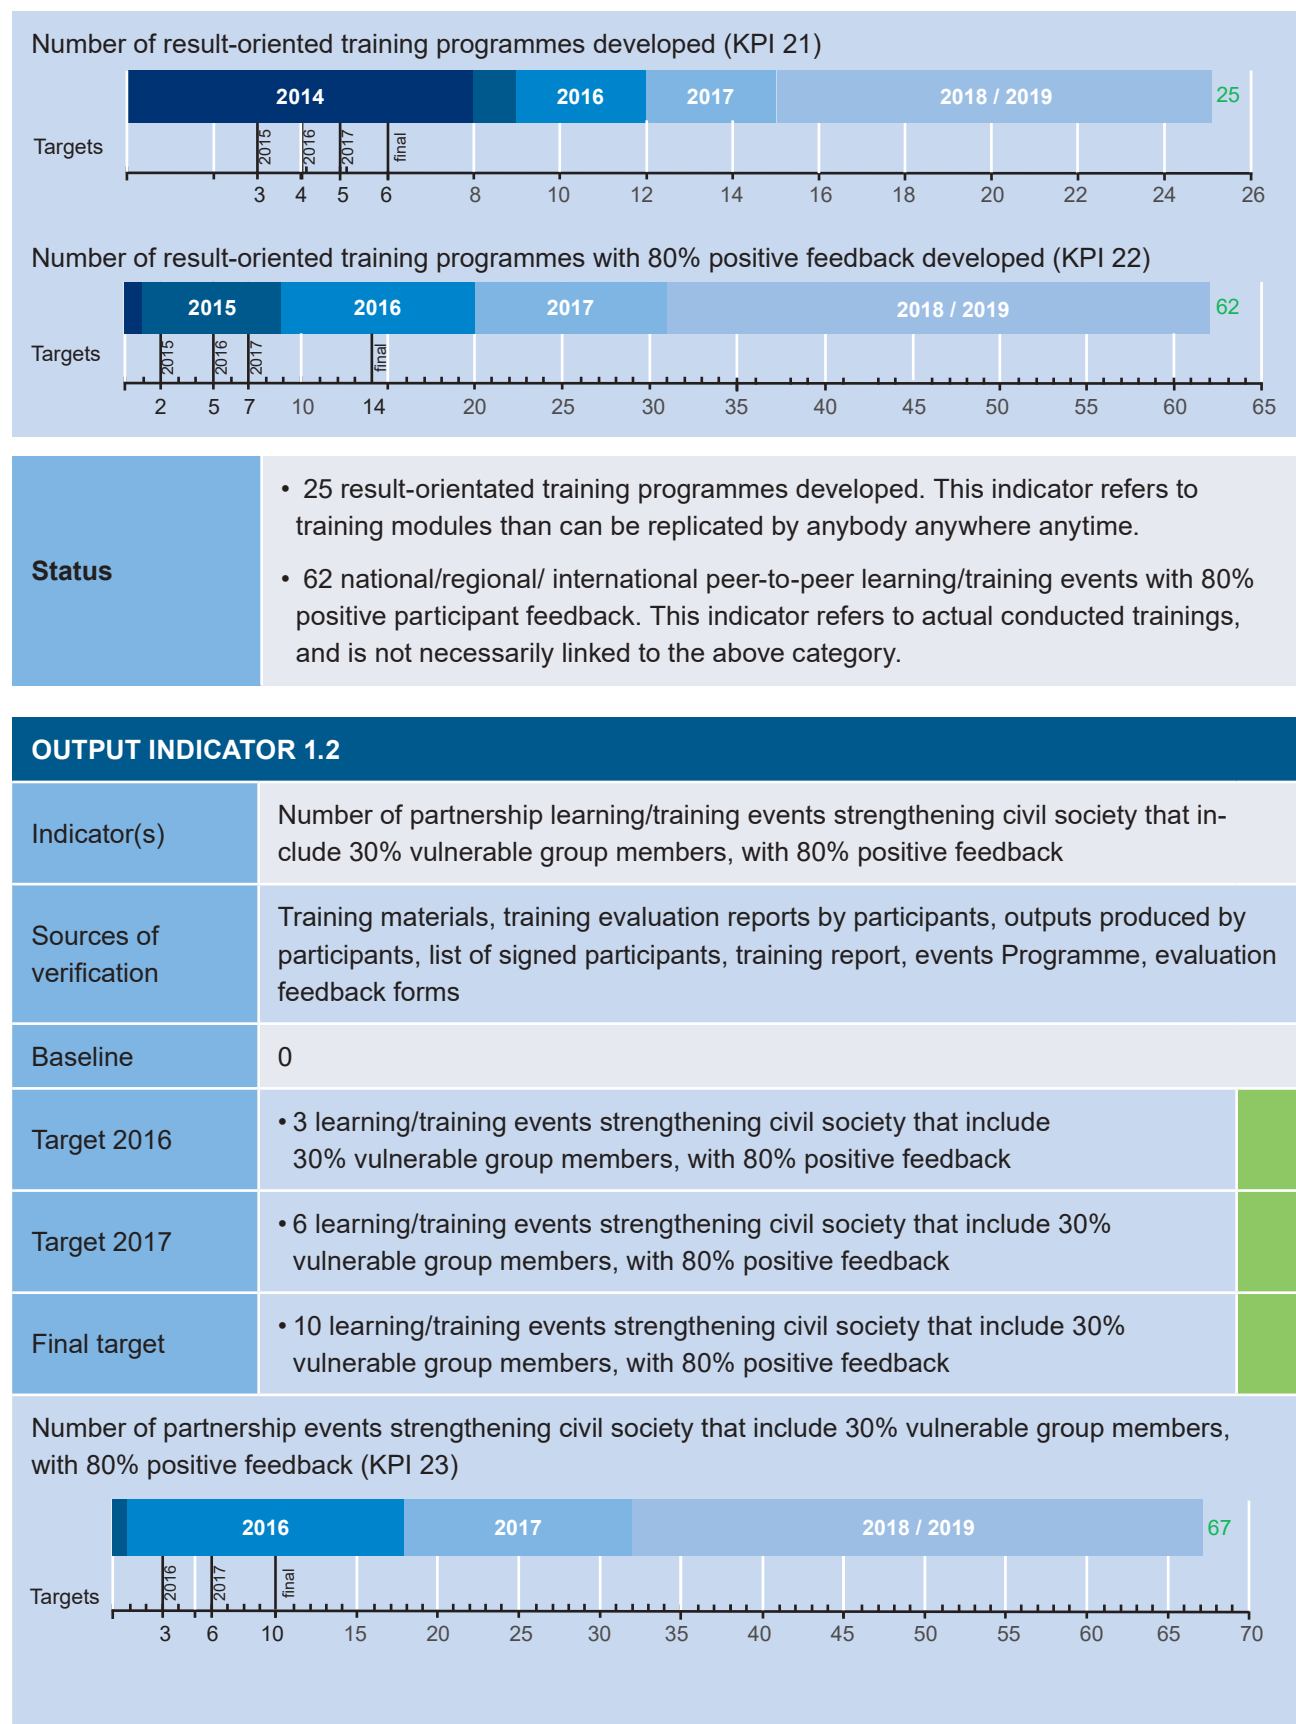 Number of result-oriented training programmes developed (KPI 21)
2014
2016
2017
2018 / 2019
25
Targets
2015
2016
2017
final
3
4
5
6
8
10
12
14
16
18
20
22
24
26
Number of result-oriented training programmes with 80% positive feedback developed (KPI 22)
2015
2016
2017
2018 / 2019
62
Targets
2015
2016
2017
final
2
5
7
10
14
20
25
30
35
40
45
50
55
60
65
Status
• 25 result-orientated training programmes developed. This indicator refers to
training modules than can be replicated by anybody anywhere anytime.
• 62 national/regional/ international peer-to-peer learning/training events with 80%
positive participant feedback. This indicator refers to actual conducted trainings,
and is not necessarily linked to the above category.
OUTPUT INDICATOR 1.2
Indicator(s)
Number of partnership learning/training events strengthening civil society that in-
clude 30% vulnerable group members, with 80% positive feedback
Sources of
verification
Training materials, training evaluation reports by participants, outputs produced by
participants, list of signed participants, training report, events Programme, evaluation
feedback forms
Baseline
0
Target 2016
• 3 learning/training events strengthening civil society that include
30% vulnerable group members, with 80% positive feedback
Target 2017
• 6 learning/training events strengthening civil society that include 30%
vulnerable group members, with 80% positive feedback
Final target
• 10 learning/training events strengthening civil society that include 30%
vulnerable group members, with 80% positive feedback
Number of partnership events strengthening civil society that include 30% vulnerable group members,
with 80% positive feedback (KPI 23)
2016
2017
2018 / 2019
67
Targets
2016
2017
final
3
6
10
15
20
25
30
35
40
45
50
55
60
65
70